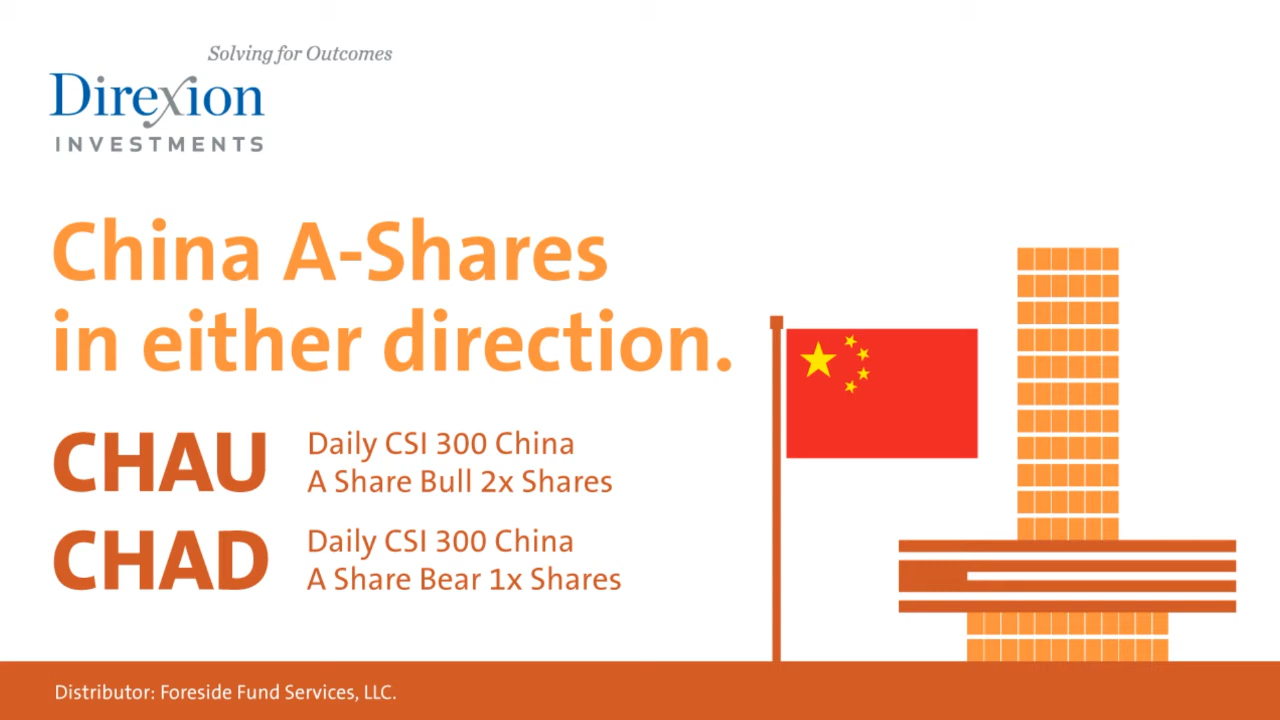 Solving for Outcomes
Direxion
INVESTMENTS
China A-Shares
in either direction.
CHAU
Daily CSI 300 China
A Share Bull 2x Shares
CHAD
Daily CSI 300 China
A Share Bear 1x Shares
Distributor: Foreside Fund Services, LLC.